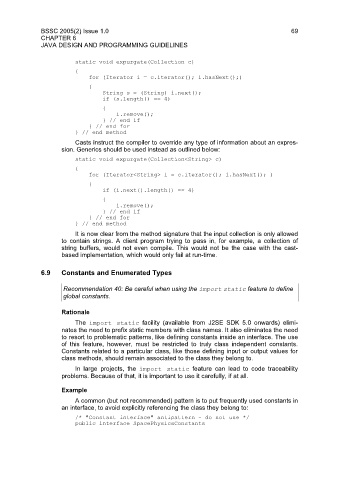 BSSC 2005(2) Issue 1.0 69
CHAPTER 6
JAVA DESIGN AND PROGRAMMING GUIDELINES
static void expurgate(Collection c)
{
for (Iterator i = c.iterator(); i.hasNext();)
{
String s = (String) i.next();
if (s.length() == 4)
{
i.remove();
} // end if
} // end for
} // end method
Casts instruct the compiler to override any type of information about an expres-
sion. Generics should be used instead as outlined below:
static void expurgate(Collection<String> c)
{
for (Iterator<String> i = c.iterator(); i.hasNext(); )
{
if (i.next().length() == 4)
{
i.remove();
} // end if
} // end for
} // end method
It is now clear from the method signature that the input collection is only allowed
to contain strings. A client program trying to pass in, for example, a collection of
string buffers, would not even compile. This would not be the case with the cast-
based implementation, which would only fail at run-time.
6.9 Constants and Enumerated Types
Recommendation 40: Be careful when using the import static feature to define
global constants.
Rationale
The import static facility (available from J2SE SDK 5.0 onwards) elimi-
nates the need to prefix static members with class names. It also eliminates the need
to resort to problematic patterns, like defining constants inside an interface. The use
of this feature, however, must be restricted to truly class independent constants.
Constants related to a particular class, like those defining input or output values for
class methods, should remain associated to the class they belong to.
In large projects, the import static feature can lead to code traceability
problems. Because of that, it is important to use it carefully, if at all.
Example
A common (but not recommended) pattern is to put frequently used constants in
an interface, to avoid explicitly referencing the class they belong to:
/* "Constant interface" antipattern - do not use */
public interface SpacePhysicsConstants